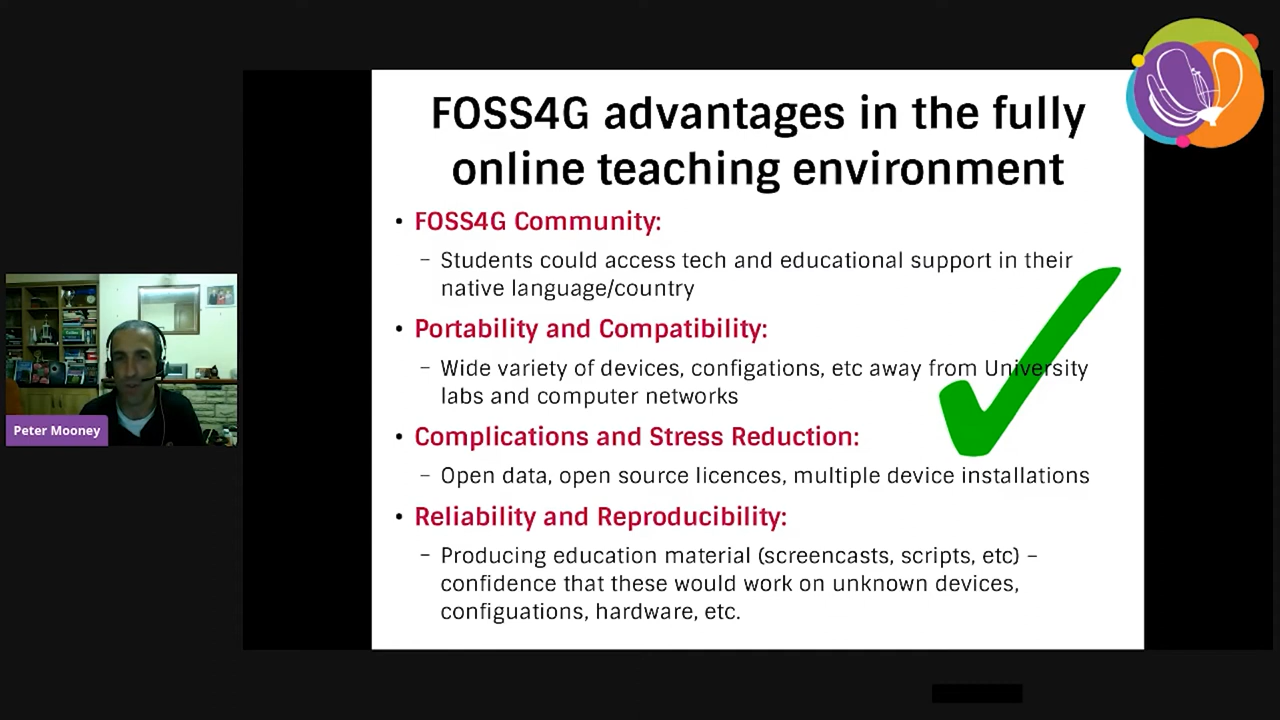 FOSS4G advantages in the fully
online teaching environment
• FOSS4G Community:
– Students could access tech and educational support in their
native language/country
• Portability and Compatibility:
– Wide variety of devices, configations, etc away from University
labs and computer networks
• Complications and Stress Reduction:
– Open data, open source licences, multiple device installations
• Reliability and Reproducibility:
– Producing education material (screencasts, scripts, etc) –
confidence that these would work on unknown devices,
configuations, hardware, etc.
Peter Mooney